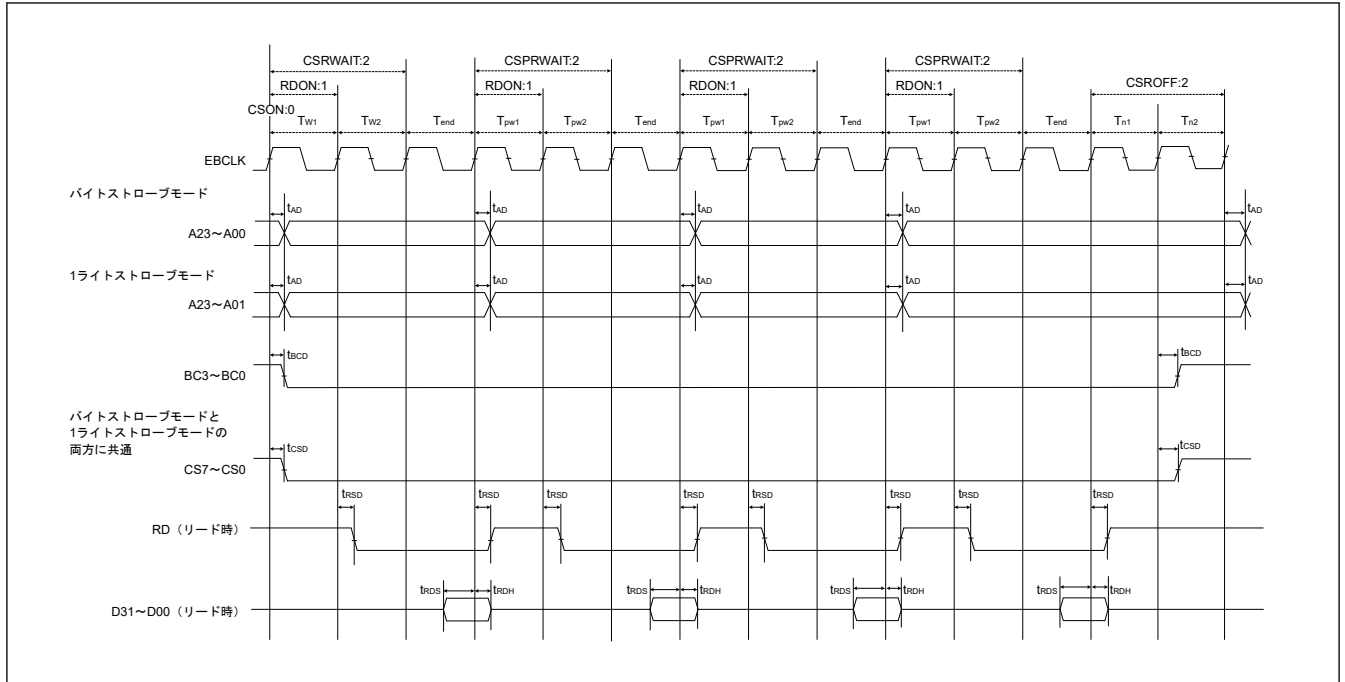 CSRWAIT:2 CSPRWAIT:2 CSPRWAIT:2 CSPRWAIT:2
RDON:1 RDON:1 RDON:1 RDON:1 CSROFF:2
CSON:0
TW1 TW2 Tend Tpw1 Tpw2 Tend Tpw1 Tpw2 Tend Tpw1 Tpw2 Tend Tn1 Tn2
EBCLK
バイトストローブモード
tAD tAD tAD tAD tAD
A23～A00
1ライトストローブモード
tAD tAD tAD tAD tAD
A23～A01
tBCD tBCD
BC3～BC0
バイトストローブモードと
1ライトストローブモードの
両方に共通
tCSD tCSD
CS7～CS0
tRSD tRSD tRSD tRSD tRSD tRSD tRSD tRSD
RD（リード時）
tRDS tRDH tRDS tRDH tRDS tRDH tRDS tRDH
D31～D00（リード時）